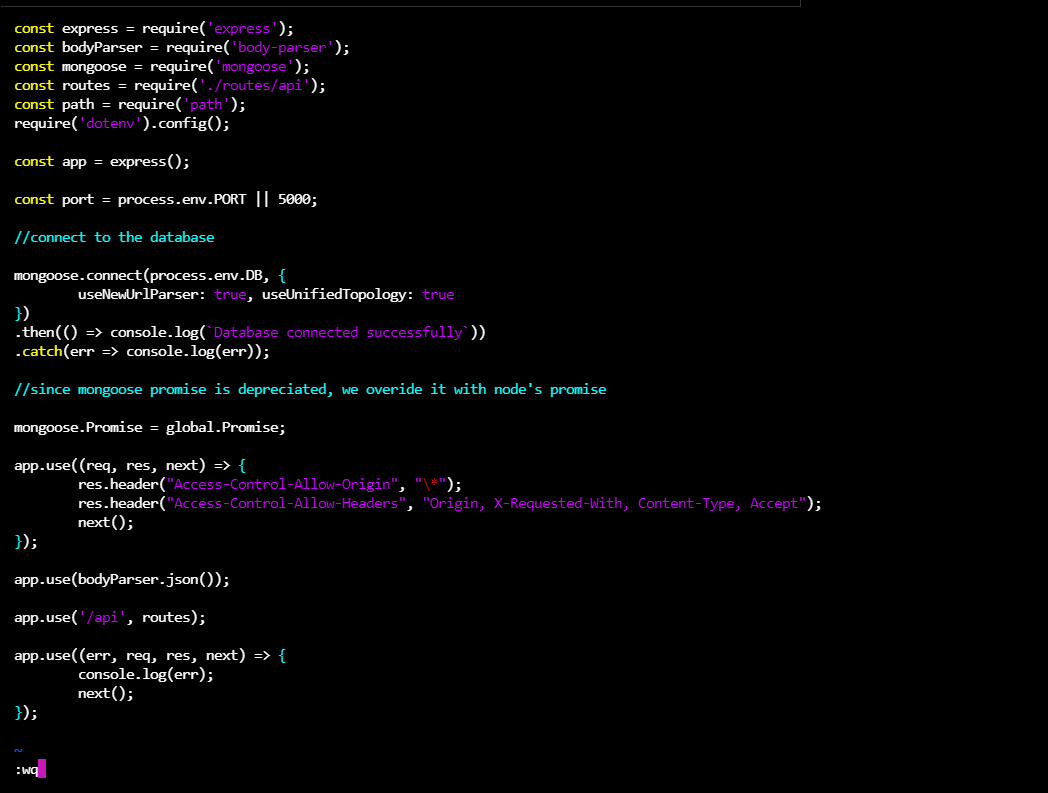 const express = require('express');
const bodyParser = require('body-parser');
const mongoose = require('mongoose');
const routes = require('./routes/api');
const path = require('path');
require('dotenv').config();

const app = express();

const port = process.env.PORT || 5000;

//connect to the database

mongoose.connect(process.env.DB, {
        useNewUrlParser: true, useUnifiedTopology: true
})
.then(() => console.log(`Database connected successfully`))
.catch(err => console.log(err));

//since mongoose promise is depreciated, we overide it with node's promise

mongoose.Promise = global.Promise;

app.use((req, res, next) => {
        res.header("Access-Control-Allow-Origin", "\*");
        res.header("Access-Control-Allow-Headers", "Origin, X-Requested-With, Content-Type, Accept");
        next();
});

app.use(bodyParser.json());

app.use('/api', routes);

app.use((err, req, res, next) => {
        console.log(err);
        next();
});

~
:wq